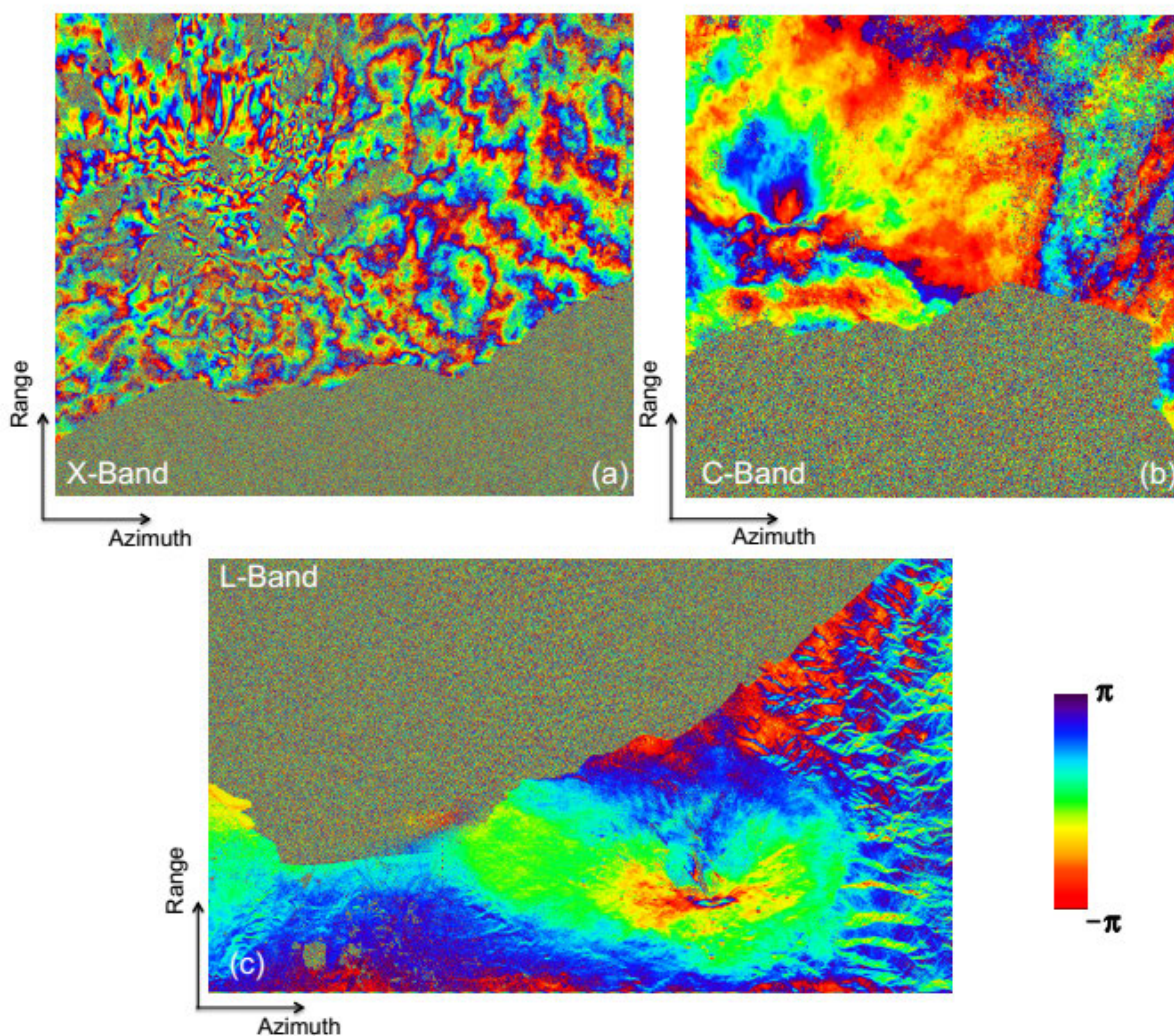 Range
X-Band
(a)
Azimuth
Range
C-Band
(b)
Azimuth
L-Band
Range
(c)
Azimuth
π
-π